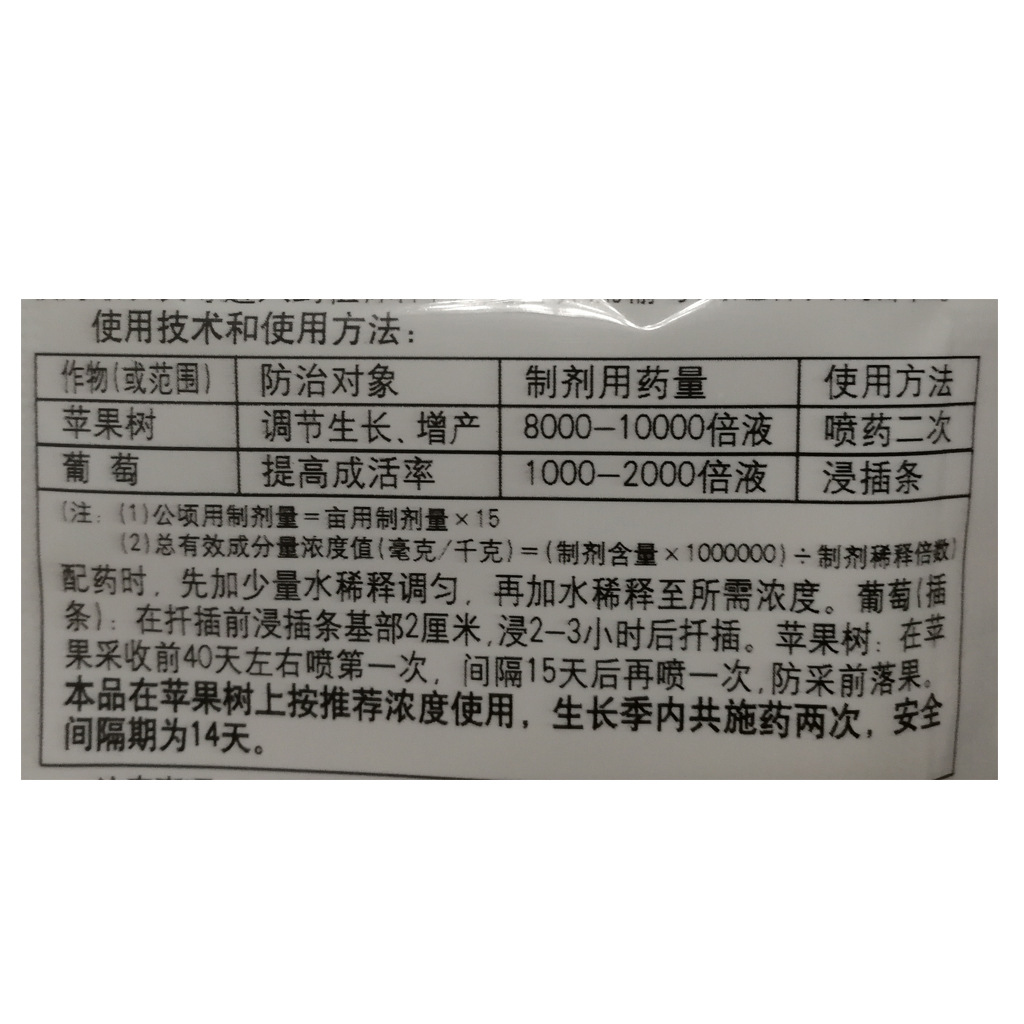 使用技术和使用方法：
作物(或范围) 防治对象 制剂用药量 使用方法
苹果树 调节生长、增产 8000-10000倍液 喷药二次
葡萄 提高成活率 1000-2000倍液 浸插条
(注：(1)公顷用制剂量＝亩用制剂量×15
(2)总有效成分量浓度值(毫克/千克)＝(制剂含量×1000000)÷制剂稀释倍数)
配药时，先加少量水稀释调匀，再加水稀释至所需浓度。葡萄(插
条)：在扦插前浸插条基部2厘米,浸2-3小时后扦插。苹果树：在苹
果采收前40天左右喷第一次，间隔15天后再喷一次,防采前落果。
本品在苹果树上按推荐浓度使用，生长季内共施药两次，安全
间隔期为14天。